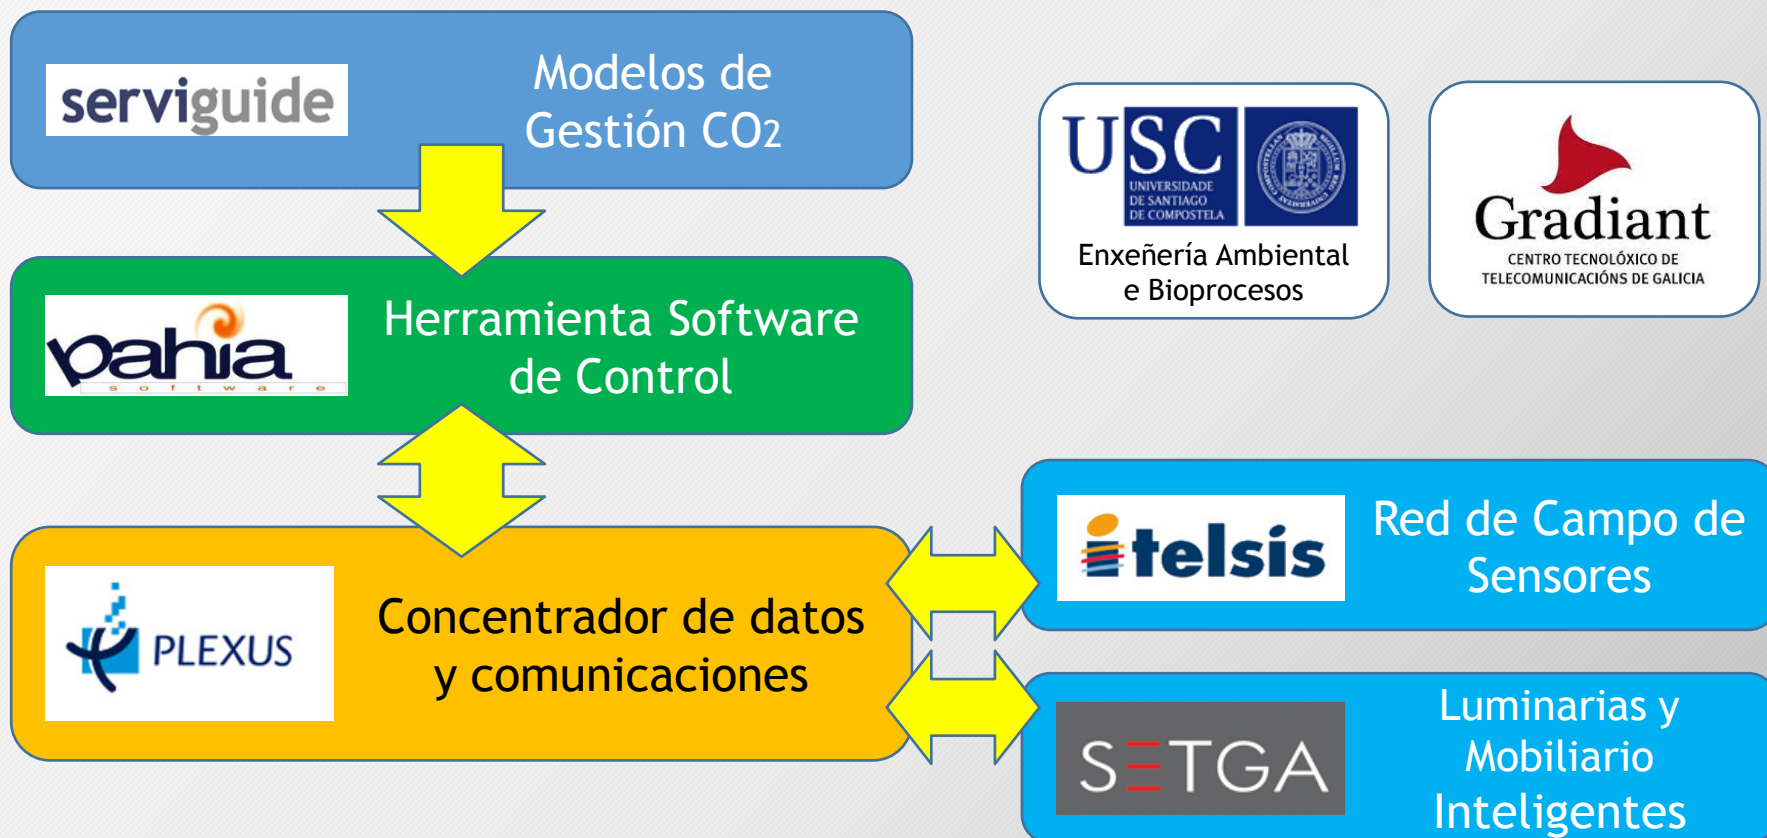 serviguide
Modelos de
Gestión CO2
USC
UNIVERSIDADE
DE SANTIAGO
DE COMPOSTELA
Enxeñería Ambiental
e Bioprocesos
Gradiant
CENTRO TECNOLÓXICO DE
TELECOMUNICACIÓNS DE GALICIA
bahía
software
Herramienta Software
de Control
PLEXUS
Concentrador de datos
y comunicaciones
itelsis
Red de Campo de
Sensores
SETGA
Luminarias y
Mobiliario
Inteligentes